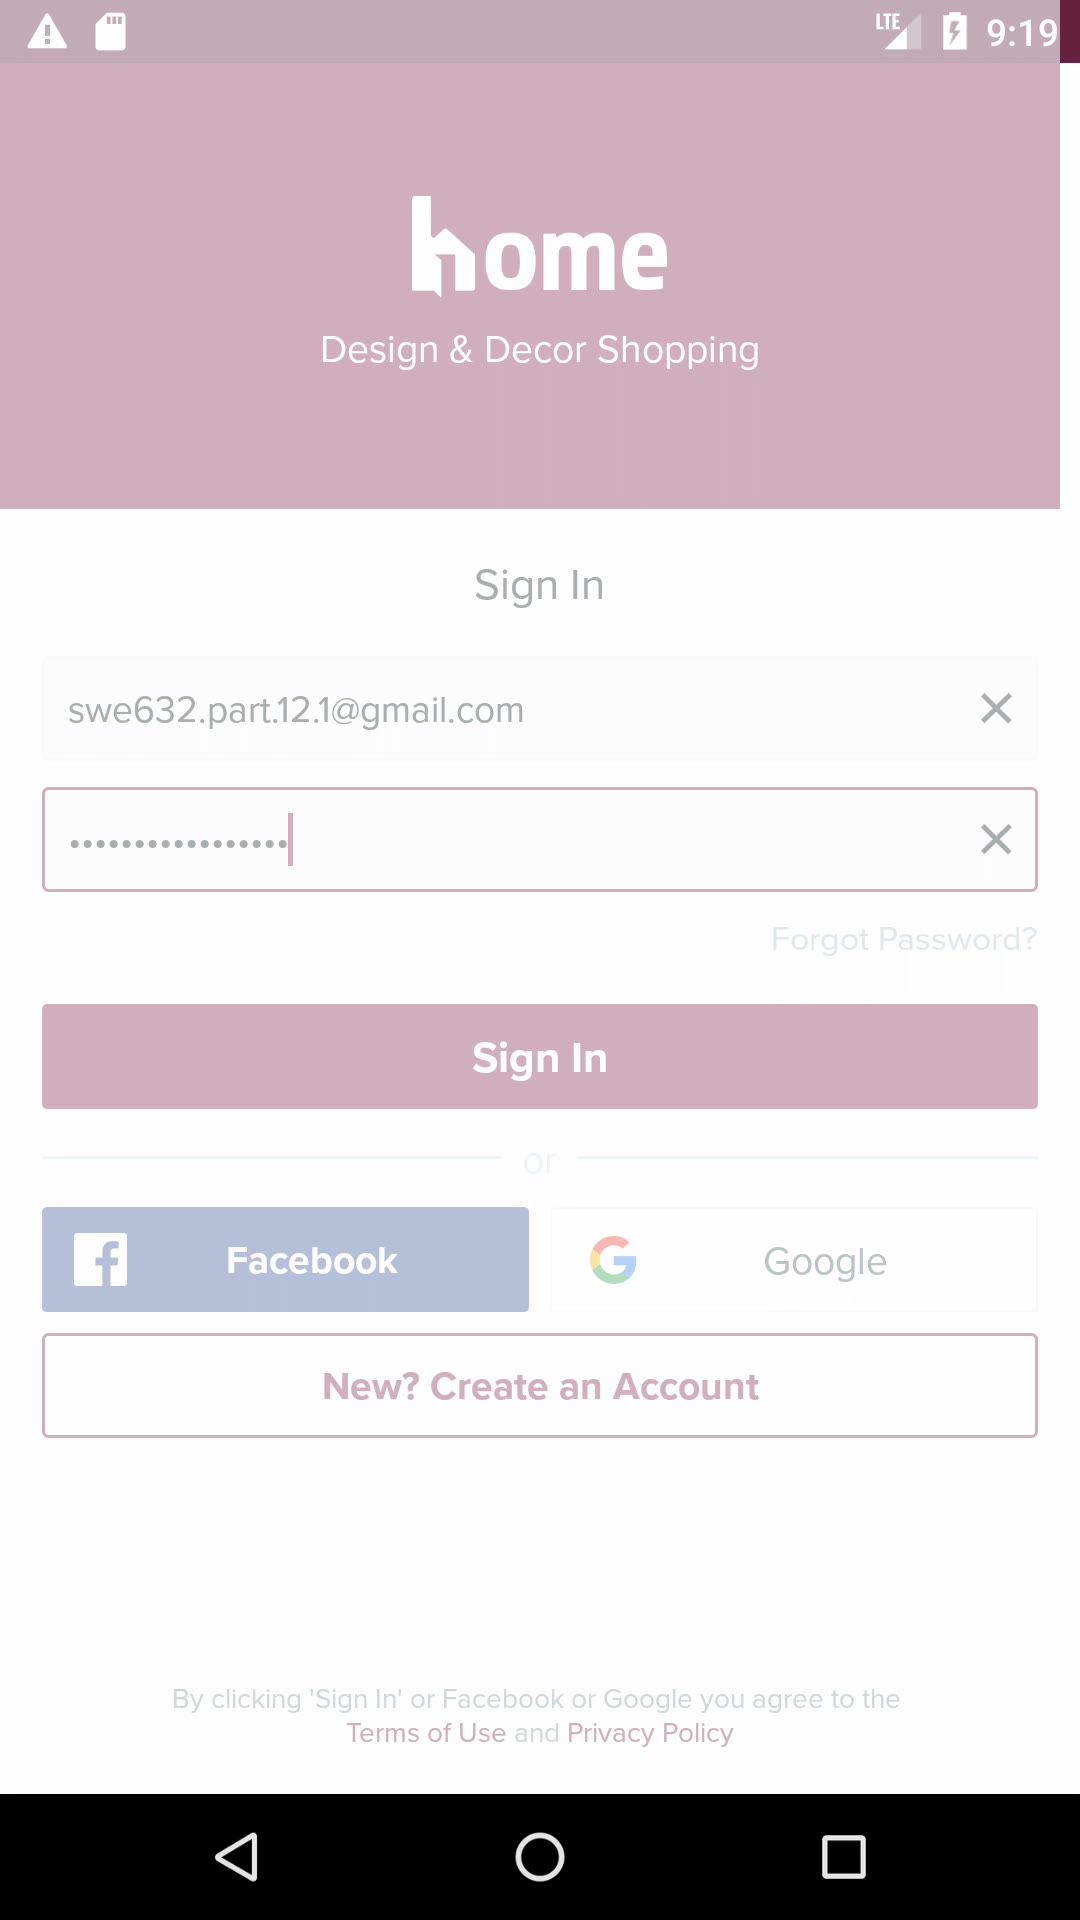 LTE 9:19
home
Design & Decor Shopping
Sign In
swe632.part.12.1@gmail.com
•••••••••••••••••
Forgot Password?
Sign In
or
Facebook
Google
New? Create an Account
By clicking 'Sign In' or Facebook or Google you agree to the
Terms of Use and Privacy Policy